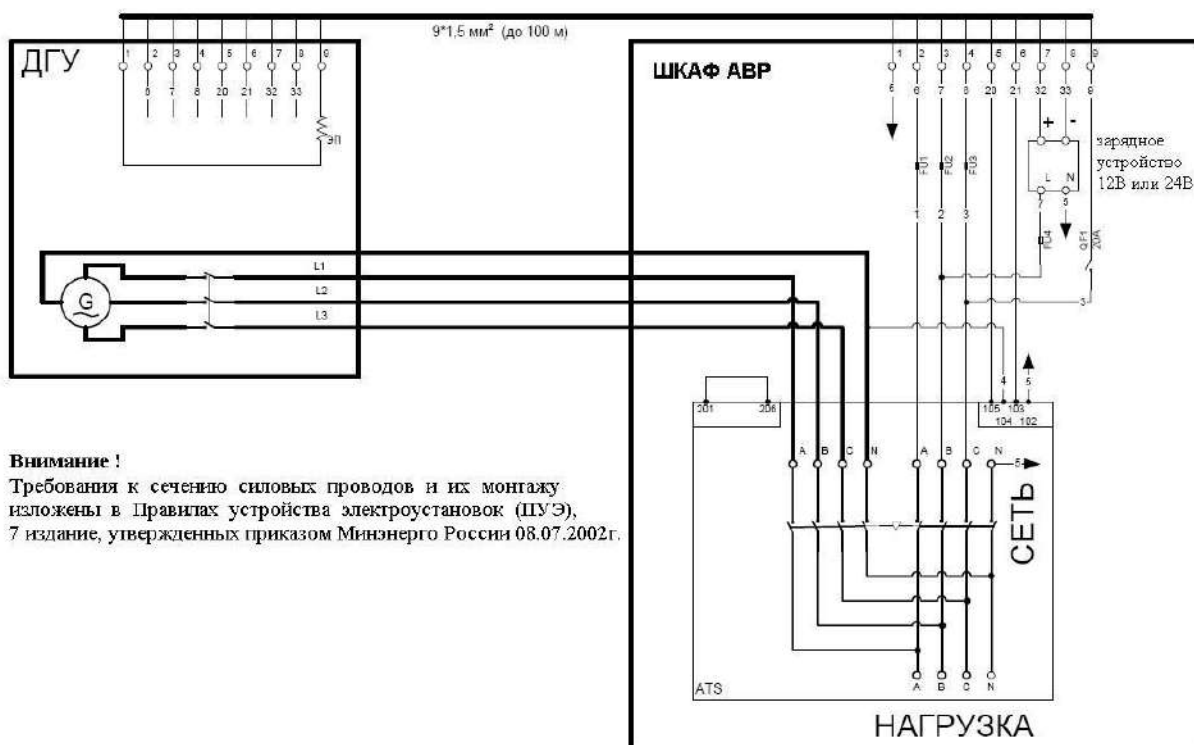 9*1,5 мм² (до 100 м)
ДГУ
1 2 3 4 5 6 7 8 9
6 7 8 20 21 32 33
ЭП
ШКАФ АВР
1 2 3 4 5 6 7 8 9
6 6 7 8 20 21 32 33 9
+ -
зарядное
устройство
12В или 24В
L N
7 5
FU1 FU2 FU3
FU4
QF1
20A
1 2 3
3
G
L1
L2
L3
4 5
201 206
105 103
104 102
A B C N A B C N
5
СЕТЬ
Внимание !
Требования к сечению силовых проводов и их монтажу
изложены в Правилах устройства электроустановок (ПУЭ),
7 издание, утвержденных приказом Минэнерго России 08.07.2002г.
A B C N
ATS
НАГРУЗКА